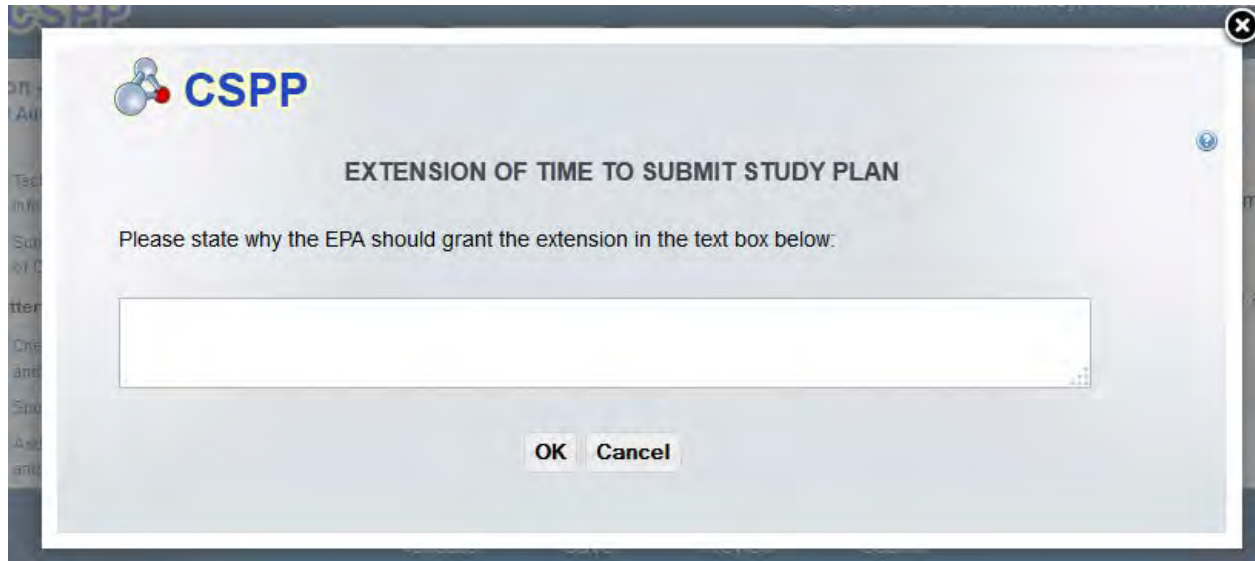 CSPP
CSPP
EXTENSION OF TIME TO SUBMIT STUDY PLAN
Please state why the EPA should grant the extension in the text box below:
OK Cancel